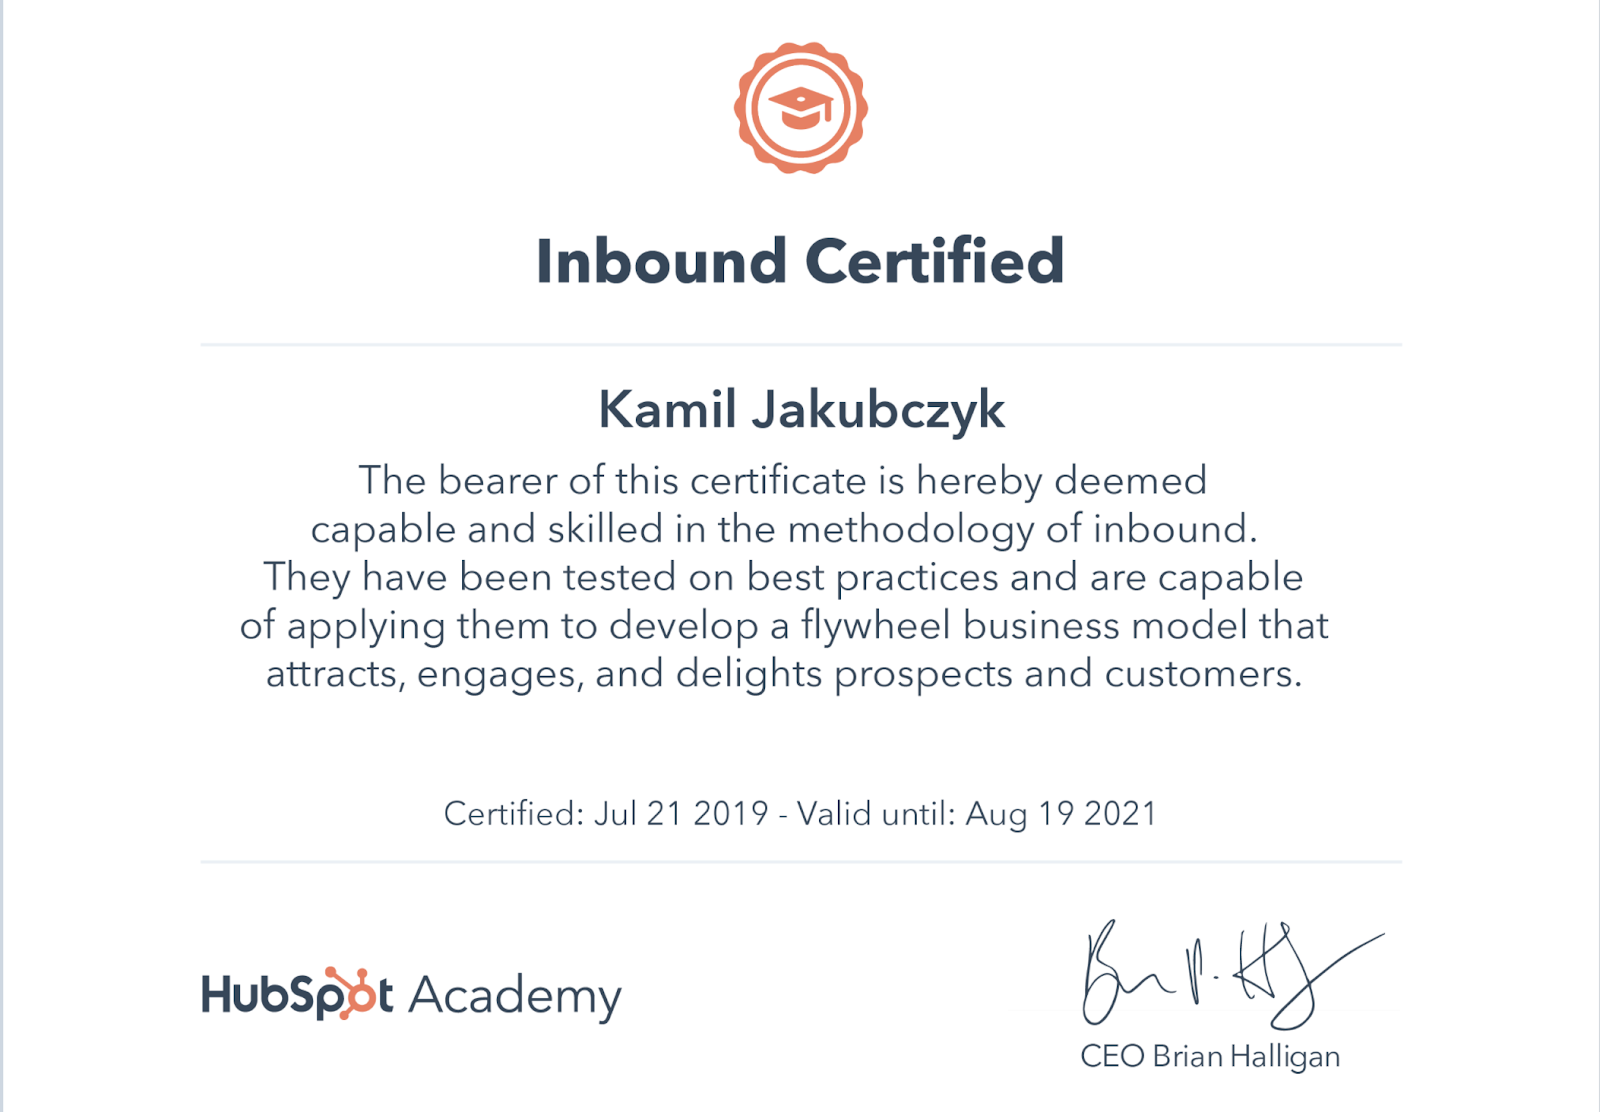 Inbound Certified
Kamil Jakubczyk
The bearer of this certificate is hereby deemed
capable and skilled in the methodology of inbound.
They have been tested on best practices and are capable
of applying them to develop a flywheel business model that
attracts, engages, and delights prospects and customers.
Certified: Jul 21 2019 - Valid until: Aug 19 2021
HubSpot Academy
CEO Brian Halligan